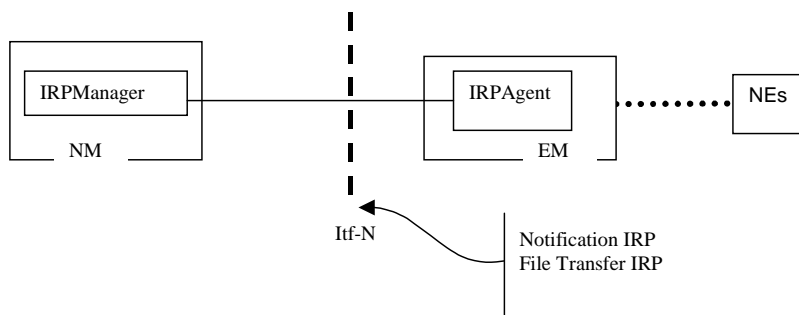 IRPManager
IRPAgent
NEs
NM
EM
Itf-N
Notification IRP
File Transfer IRP